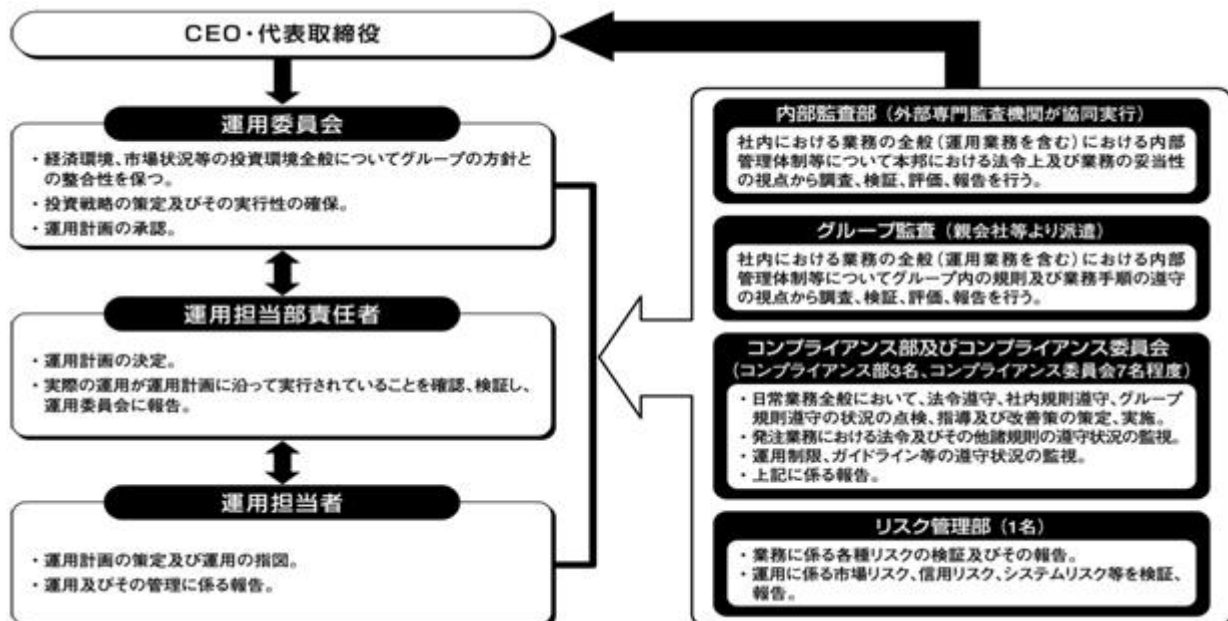 CEO・代表取締役
運用委員会
・経済環境、市場状況等の投資環境全般についてグループの方針と
の整合性を保つ。
・投資戦略の策定及びその実行性の確保。
・運用計画の承認。
運用担当部責任者
・運用計画の決定。
・実際の運用が運用計画に沿って実行されていることを確認、検証し、
運用委員会に報告。
運用担当者
・運用計画の策定及び運用の指図。
・運用及びその管理に係る報告。
内部監査部（外部専門監査機関が協同実行）
社内における業務の全般（運用業務を含む）における内部
管理体制等について本邦における法令上及び業務の妥当性
の視点から調査、検証、評価、報告を行う。
グループ監査（親会社等より派遣）
社内における業務の全般（運用業務を含む）における内部
管理体制等についてグループ内の規則及び業務手順の遵守
の視点から調査、検証、評価、報告を行う。
コンプライアンス部及びコンプライアンス委員会
（コンプライアンス部3名、コンプライアンス委員会7名程度）
・日常業務全般において、法令遵守、社内規則遵守、グループ
規則遵守の状況の点検、指導及び改善策の策定、実施。
・発注業務における法令及びその他諸規則の遵守状況の監視。
・運用制限、ガイドライン等の遵守状況の監視。
・上記に係る報告。
リスク管理部（1名）
・業務に係る各種リスクの検証及びその報告。
・運用に係る市場リスク、信用リスク、システムリスク等を検証、
報告。